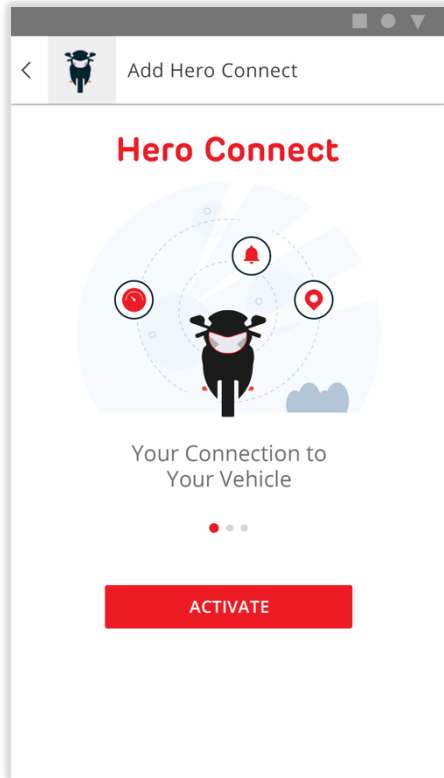 Add Hero Connect
Hero Connect
Your Connection to
Your Vehicle
ACTIVATE